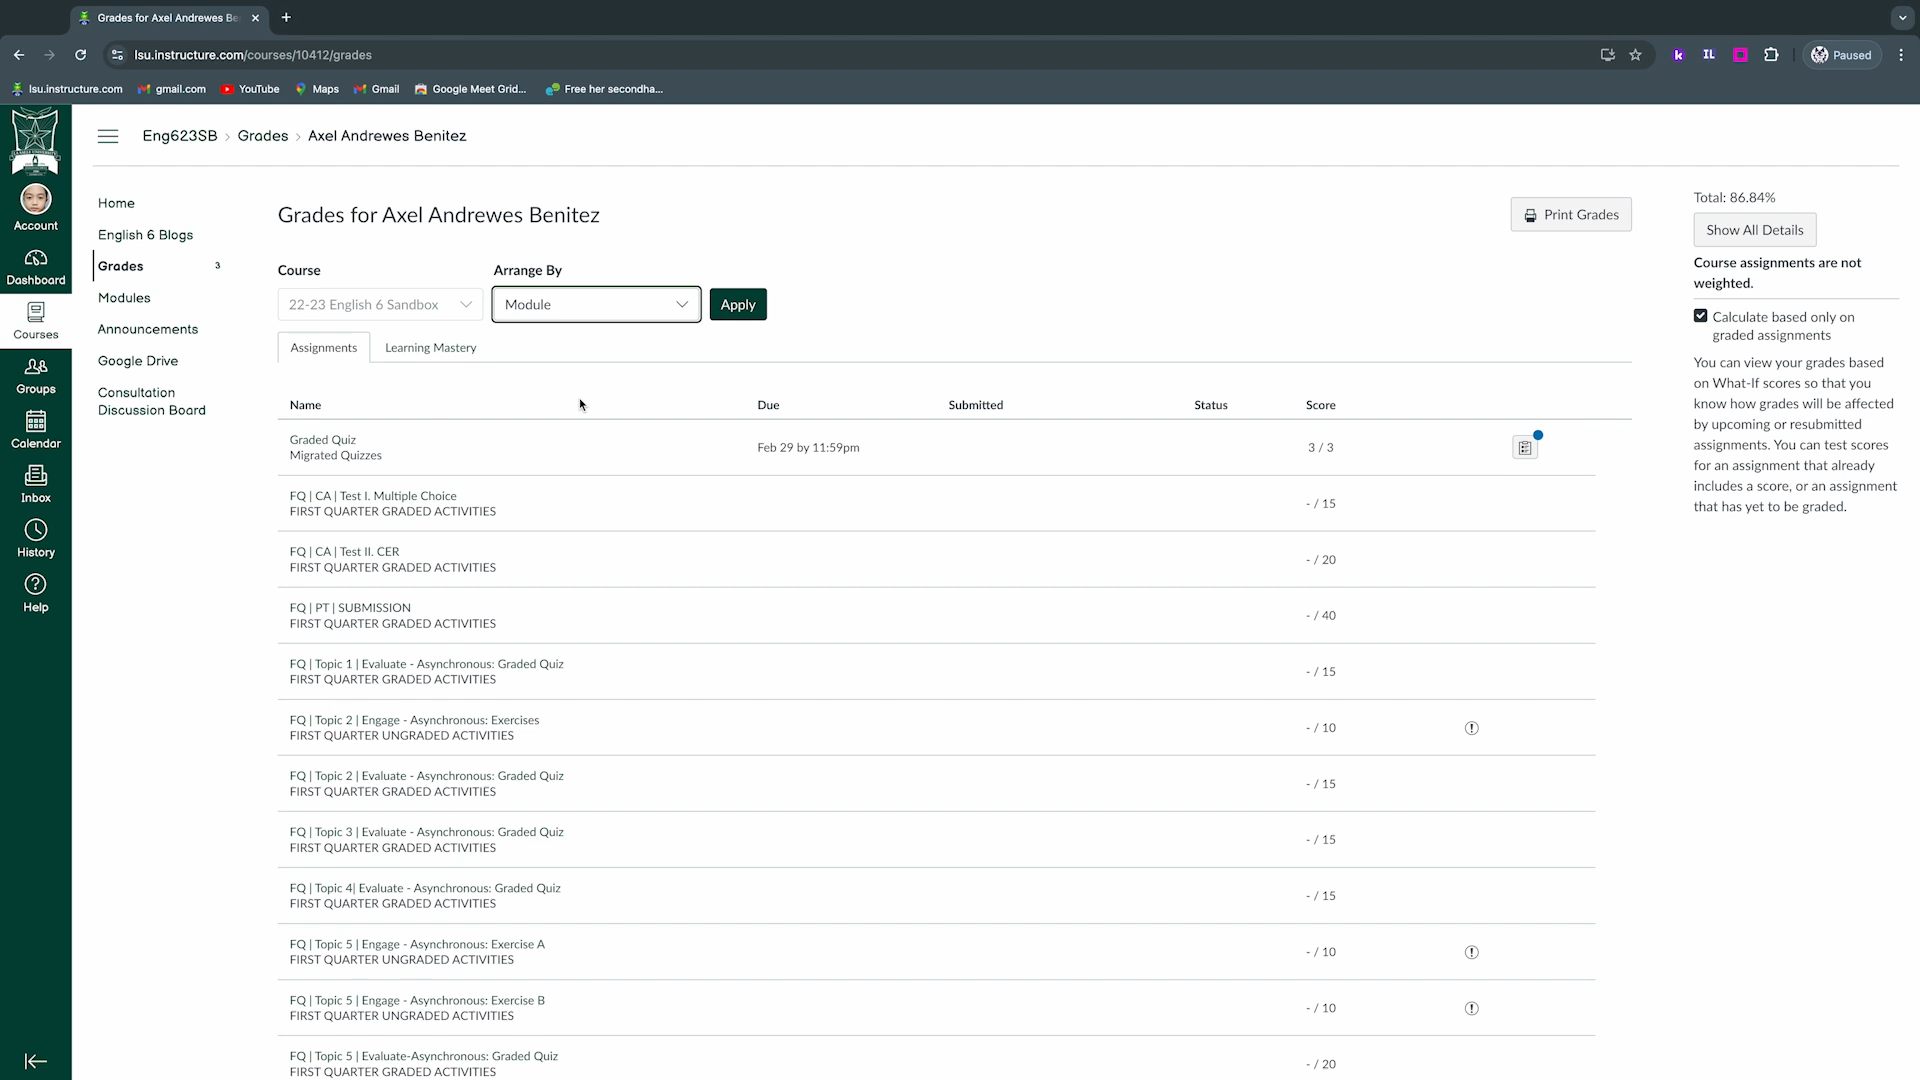 Grades for Axel Andrewes Be
lsu.instructure.com/courses/10412/grades
Paused
lsu.instructure.com
gmail.com
YouTube
Maps
Gmail
Google Meet Grid...
Free her secondha...
Account
Dashboard
Courses
Groups
Calendar
Inbox
History
Help
Eng623SB › Grades › Axel Andrewes Benitez
Home
English 6 Blogs
Grades 3
Modules
Announcements
Google Drive
Consultation
Discussion Board
Grades for Axel Andrewes Benitez
Print Grades
Course
22-23 English 6 Sandbox
Arrange By
Module
Apply
Assignments
Learning Mastery
Name Due Submitted Status Score
Graded Quiz
Migrated Quizzes
Feb 29 by 11:59pm
3 / 3
FQ | CA | Test I. Multiple Choice
FIRST QUARTER GRADED ACTIVITIES
- / 15
FQ | CA | Test II. CER
FIRST QUARTER GRADED ACTIVITIES
- / 20
FQ | PT | SUBMISSION
FIRST QUARTER GRADED ACTIVITIES
- / 40
FQ | Topic 1 | Evaluate - Asynchronous: Graded Quiz
FIRST QUARTER GRADED ACTIVITIES
- / 15
FQ | Topic 2 | Engage - Asynchronous: Exercises
FIRST QUARTER UNGRADED ACTIVITIES
- / 10
FQ | Topic 2 | Evaluate - Asynchronous: Graded Quiz
FIRST QUARTER GRADED ACTIVITIES
- / 15
FQ | Topic 3 | Evaluate - Asynchronous: Graded Quiz
FIRST QUARTER GRADED ACTIVITIES
- / 15
FQ | Topic 4| Evaluate - Asynchronous: Graded Quiz
FIRST QUARTER GRADED ACTIVITIES
- / 15
FQ | Topic 5 | Engage - Asynchronous: Exercise A
FIRST QUARTER UNGRADED ACTIVITIES
- / 10
FQ | Topic 5 | Engage - Asynchronous: Exercise B
FIRST QUARTER UNGRADED ACTIVITIES
- / 10
FQ | Topic 5 | Evaluate-Asynchronous: Graded Quiz
FIRST QUARTER GRADED ACTIVITIES
- / 20
Total: 86.84%
Show All Details
Course assignments are not
weighted.
Calculate based only on
graded assignments
You can view your grades based
on What-If scores so that you
know how grades will be affected
by upcoming or resubmitted
assignments. You can test scores
for an assignment that already
includes a score, or an assignment
that has yet to be graded.